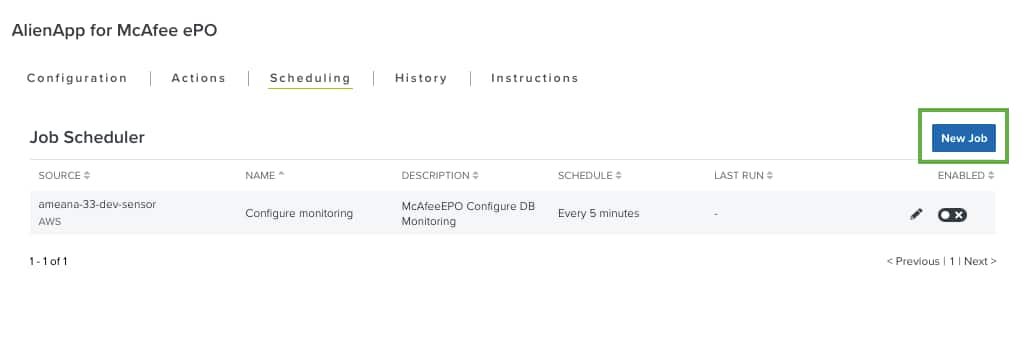 AlienApp for McAfee ePO
Configuration | Actions | Scheduling | History | Instructions
Job Scheduler
New Job
SOURCE NAME DESCRIPTION SCHEDULE LAST RUN ENABLED
ameana-33-dev-sensor
AWS
Configure monitoring
McAfeeEPO Configure DB
Monitoring
Every 5 minutes
-
1 - 1 of 1
< Previous | 1 | Next >